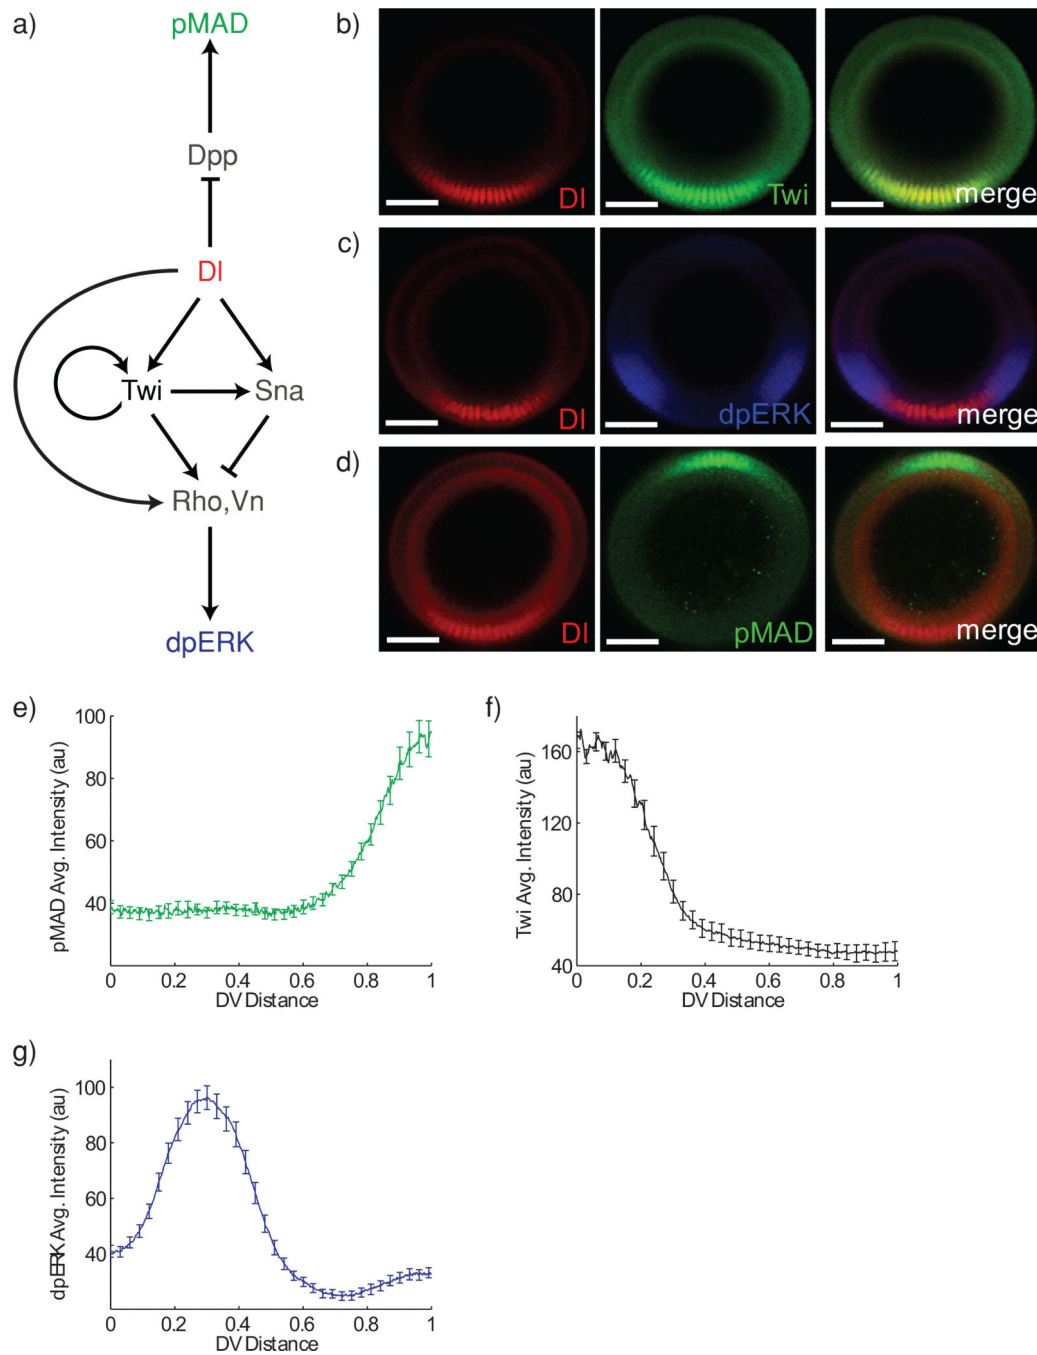 a)
pMAD
Dpp
Dl
Twi
Sna
Rho,Vn
dpERK
b)
Dl
Twi
merge
c)
Dl
dpERK
merge
d)
Dl
pMAD
merge
e)
pMAD Avg. Intensity (au)
100
80
60
40
0 0.2 0.4 0.6 0.8 1
DV Distance
f)
Twi Avg. Intensity (au)
160
120
80
40
0 0.2 0.4 0.6 0.8 1
DV Distance
g)
dpERK Avg. Intensity (au)
100
80
60
40
0 0.2 0.4 0.6 0.8 1
DV Distance